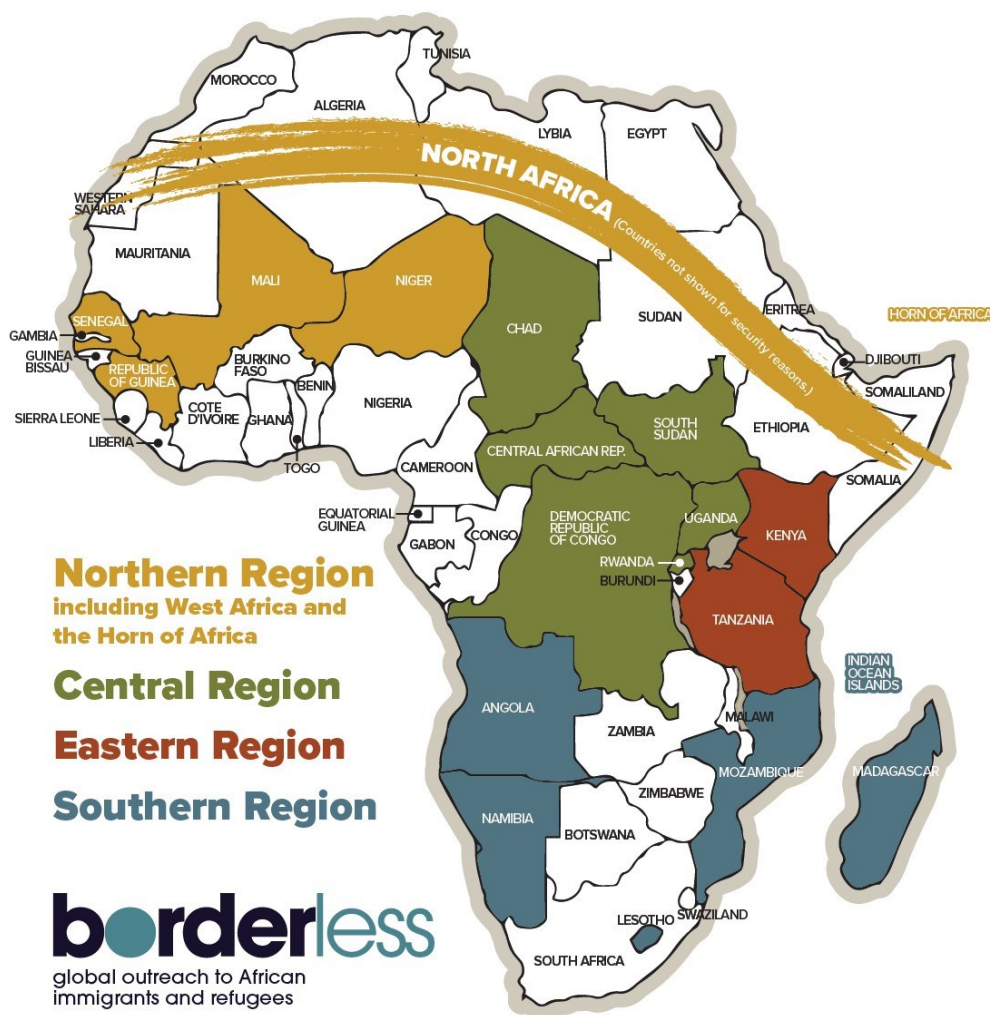 TUNISIA
MOROCCO
ALGERIA
LYBIA
EGYPT
NORTH AFRICA (Countries not shown for security reasons.)
WESTERN
SAHARA
MAURITANIA
MALI
NIGER
CHAD
SUDAN
ERITREA
HORN OF AFRICA
SENEGAL
GAMBIA
GUINEA
BISSAU
REPUBLIC
OF GUINEA
BURKINO
FASO
BENIN
NIGERIA
DJIBOUTI
SOMALILAND
SIERRA LEONE
LIBERIA
COTE
D'IVOIRE
GHANA
TOGO
CAMEROON
CENTRAL AFRICAN REP.
SOUTH
SUDAN
ETHIOPIA
SOMALIA
EQUATORIAL
GUINEA
GABON
CONGO
DEMOCRATIC
REPUBLIC
OF CONGO
UGANDA
KENYA
RWANDA
BURUNDI
TANZANIA
Northern Region
including West Africa and
the Horn of Africa
Central Region
Eastern Region
Southern Region
INDIAN
OCEAN
ISLANDS
ANGOLA
ZAMBIA
MALAWI
MOZAMBIQUE
MADAGASCAR
NAMIBIA
ZIMBABWE
BOTSWANA
LESOTHO
SWAZILAND
SOUTH AFRICA
borderless
global outreach to African
immigrants and refugees